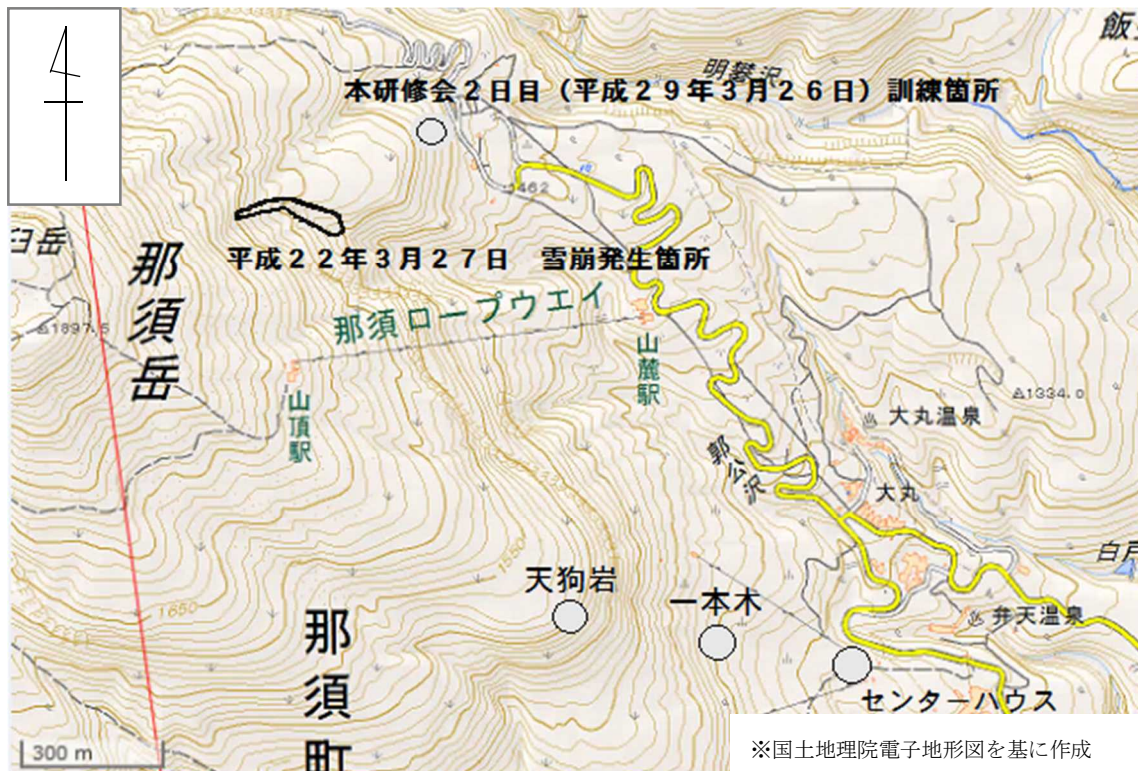 飯
明礬沢
本研修会２日目（平成２９年３月２６日）訓練箇所
1462
臼岳
那須岳
平成２２年３月２７日　雪崩発生箇所
那須ロープウエイ
1897.5
山麓駅
山頂駅
1334.0
大丸温泉
郭公沢
大丸
1550
白戸
天狗岩
一本木
1650
弁天温泉
那須町
センターハウス
300 m
※国土地理院電子地形図を基に作成